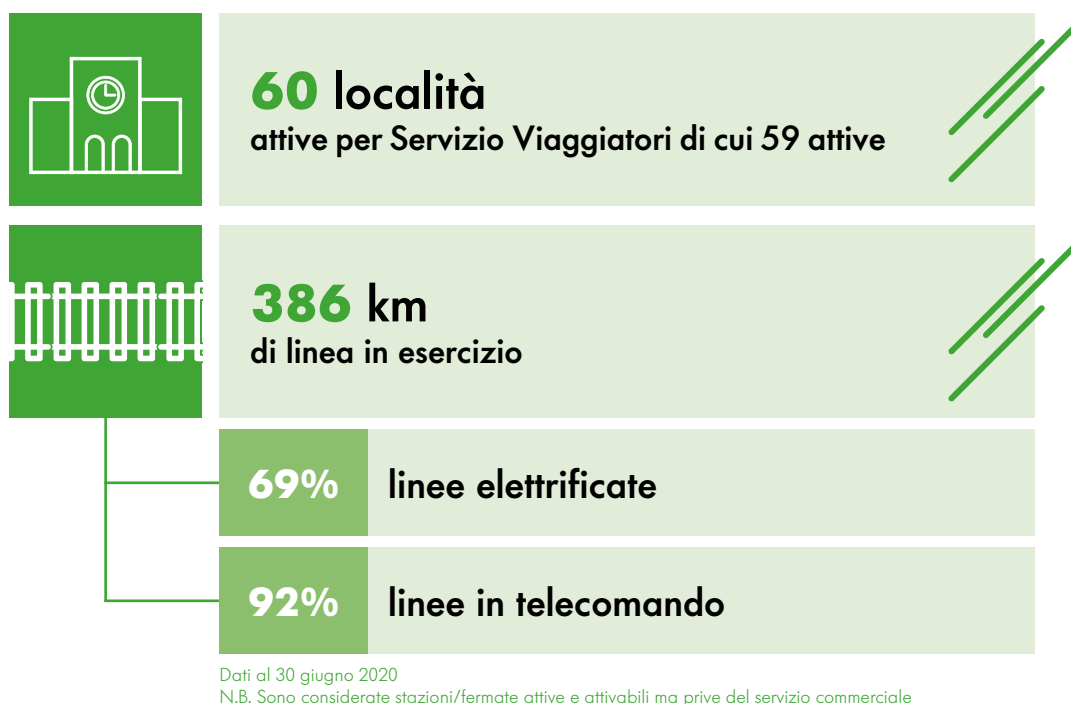 60 località
attive per Servizio Viaggiatori di cui 59 attive
386 km
di linea in esercizio
69% linee elettrificate
92% linee in telecomando
Dati al 30 giugno 2020
N.B. Sono considerate stazioni/fermate attive e attivabili ma prive del servizio commerciale